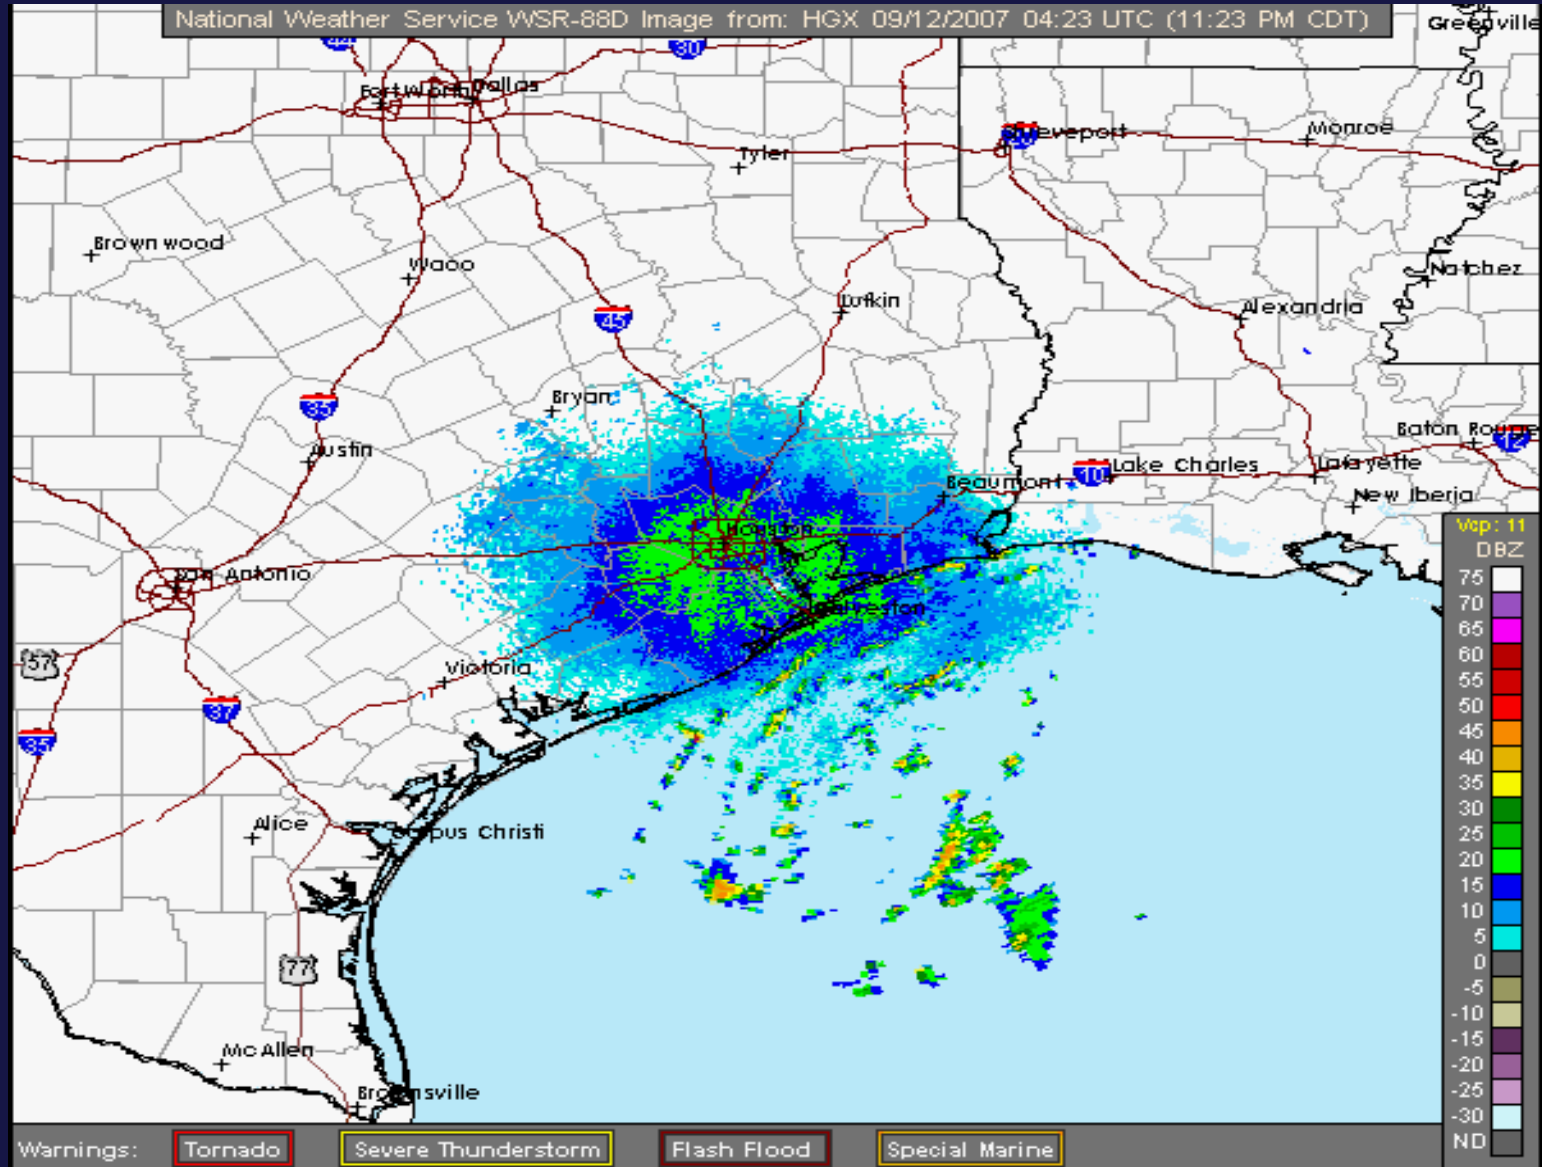 National Weather Service WSR-88D Image from: HGX 09/12/2007 04:23 UTC (11:23 PM CDT)
Greenville
30
Fort Worth
Dallas
Shreveport
Monroe
Tyler
Brownwood
Waco
Natchez
Lufkin
Alexandria
45
Bryan
35
Austin
Baton Rouge
12
10
Lake Charles
Lafayette
Beaumont
New Iberia
Houston
San Antonio
Galveston
57
Victoria
37
35
Alice
Corpus Christi
77
McAllen
Brownsville
Vcp: 11
DBZ
75
70
65
60
55
50
45
40
35
30
25
20
15
10
5
0
-5
-10
-15
-20
-25
-30
ND
Warnings: Tornado Severe Thunderstorm Flash Flood Special Marine